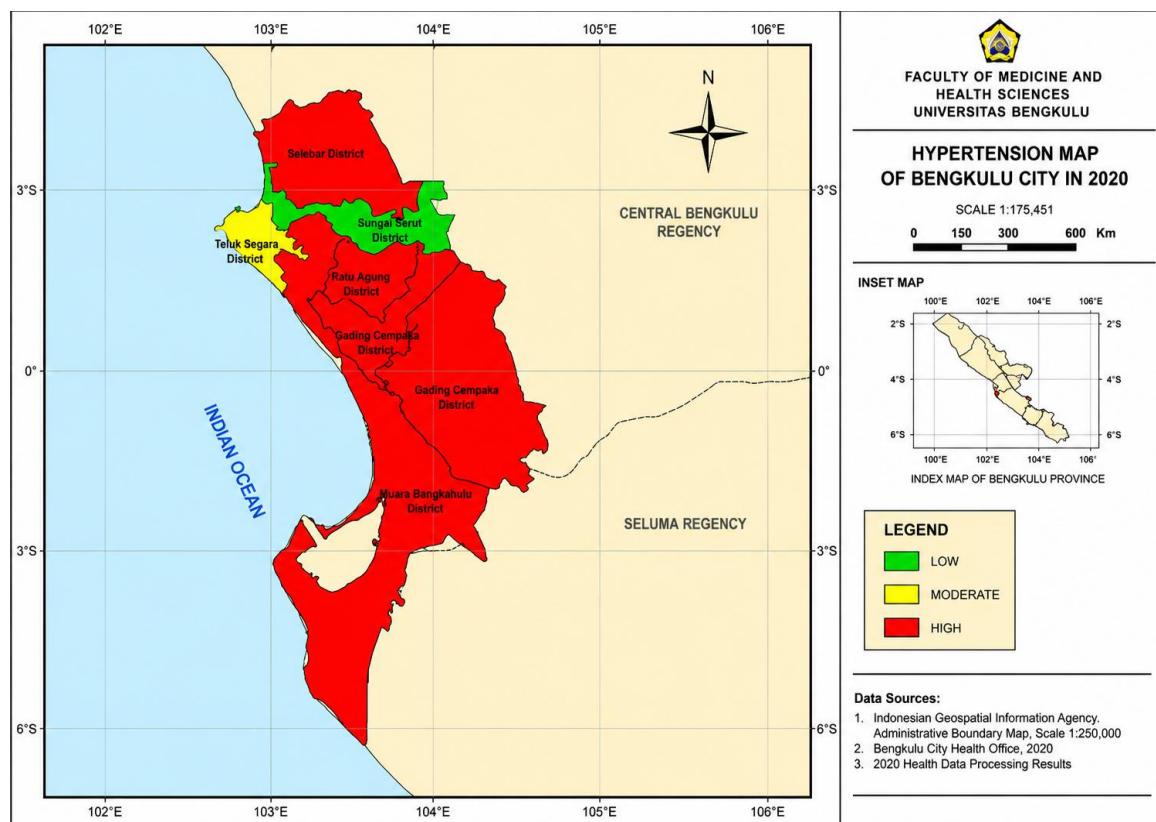 102°E 103°E 104°E 105°E 106°E
3°S
0°
3°S
6°S
Selebar District
Sungai Serut
District
Teluk Segara
District
Ratu Agung
District
Gading Cempaka
District
Gading Cempaka
District
Muara Bangkahulu
District
N
CENTRAL BENGKULU
REGENCY
SELUMA REGENCY
INDIAN OCEAN
3°S
0°
3°S
6°S
102°E 103°E 104°E 105°E 106°E
FACULTY OF MEDICINE AND
HEALTH SCIENCES
UNIVERSITAS BENGKULU
HYPERTENSION MAP
OF BENGKULU CITY IN 2020
SCALE 1:175,451
0 150 300 600 Km
INSET MAP
100°E 102°E 104°E 106°E
2°S 2°S
4°S 4°S
6°S 6°S
100°E 102°E 104°E 106°E
INDEX MAP OF BENGKULU PROVINCE
LEGEND
LOW
MODERATE
HIGH
Data Sources:
1. Indonesian Geospatial Information Agency.
Administrative Boundary Map, Scale 1:250,000
2. Bengkulu City Health Office, 2020
3. 2020 Health Data Processing Results